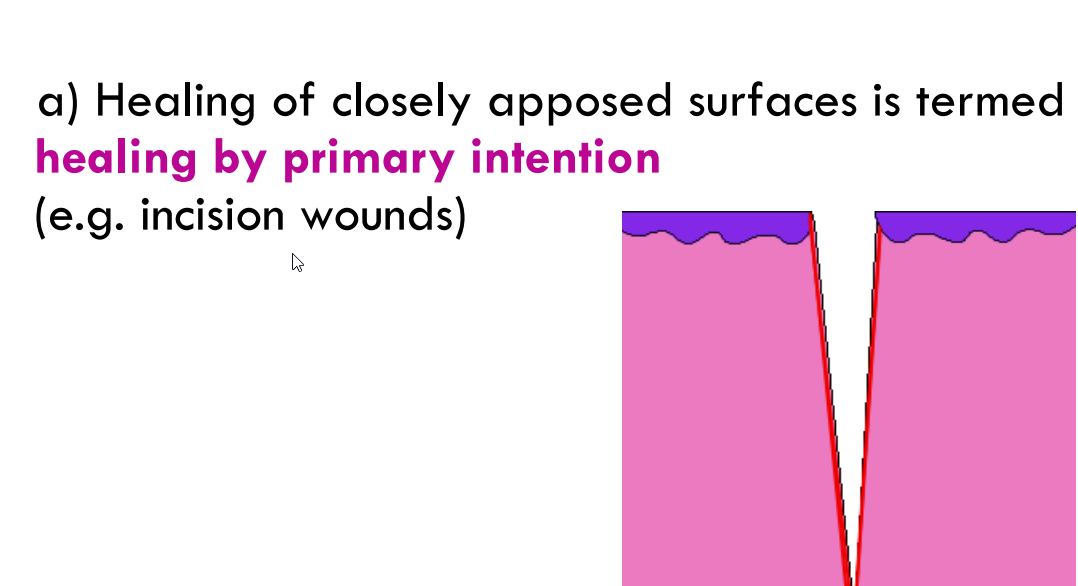 a) Healing of closely apposed surfaces is termed
healing by primary intention
(e.g. incision wounds)